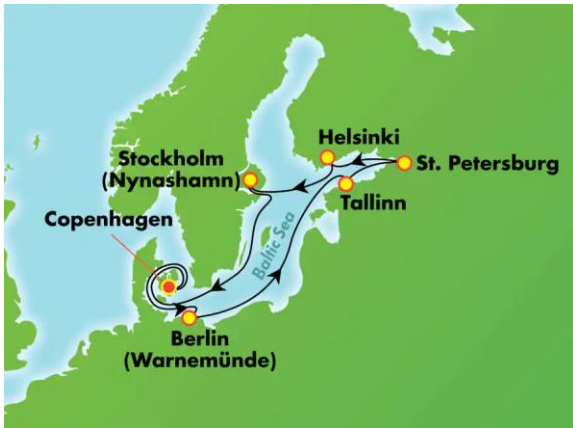 Helsinki
St. Petersburg
Stockholm
(Nynashamn)
Tallinn
Copenhagen
Baltic Sea
Berlin
(Warnemünde)